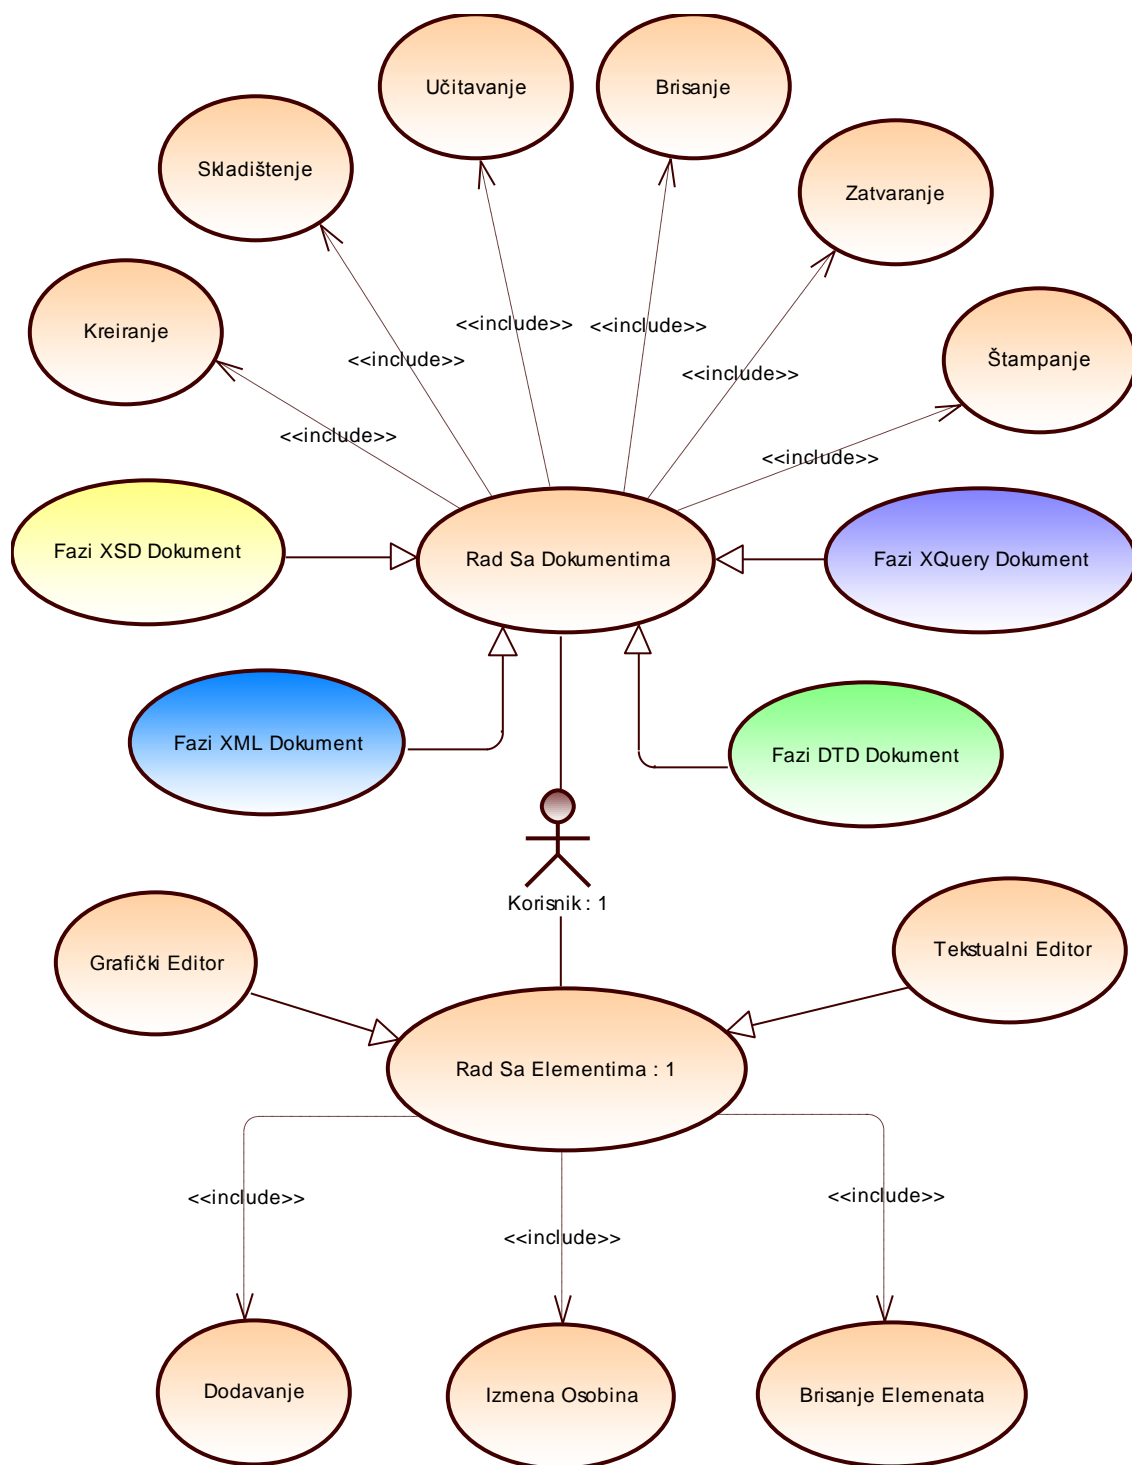 Učitavanje
Brisanje
Skladištenje
Zatvaranje
Kreiranje
Štampanje
<<include>>
<<include>>
<<include>>
<<include>>
<<include>>
<<include>>
Fazi XSD Dokument
Rad Sa Dokumentima
Fazi XQuery Dokument
Fazi XML Dokument
Fazi DTD Dokument
Korisnik : 1
Grafički Editor
Tekstualni Editor
Rad Sa Elementima : 1
<<include>>
<<include>>
<<include>>
Dodavanje
Izmena Osobina
Brisanje Elemenata